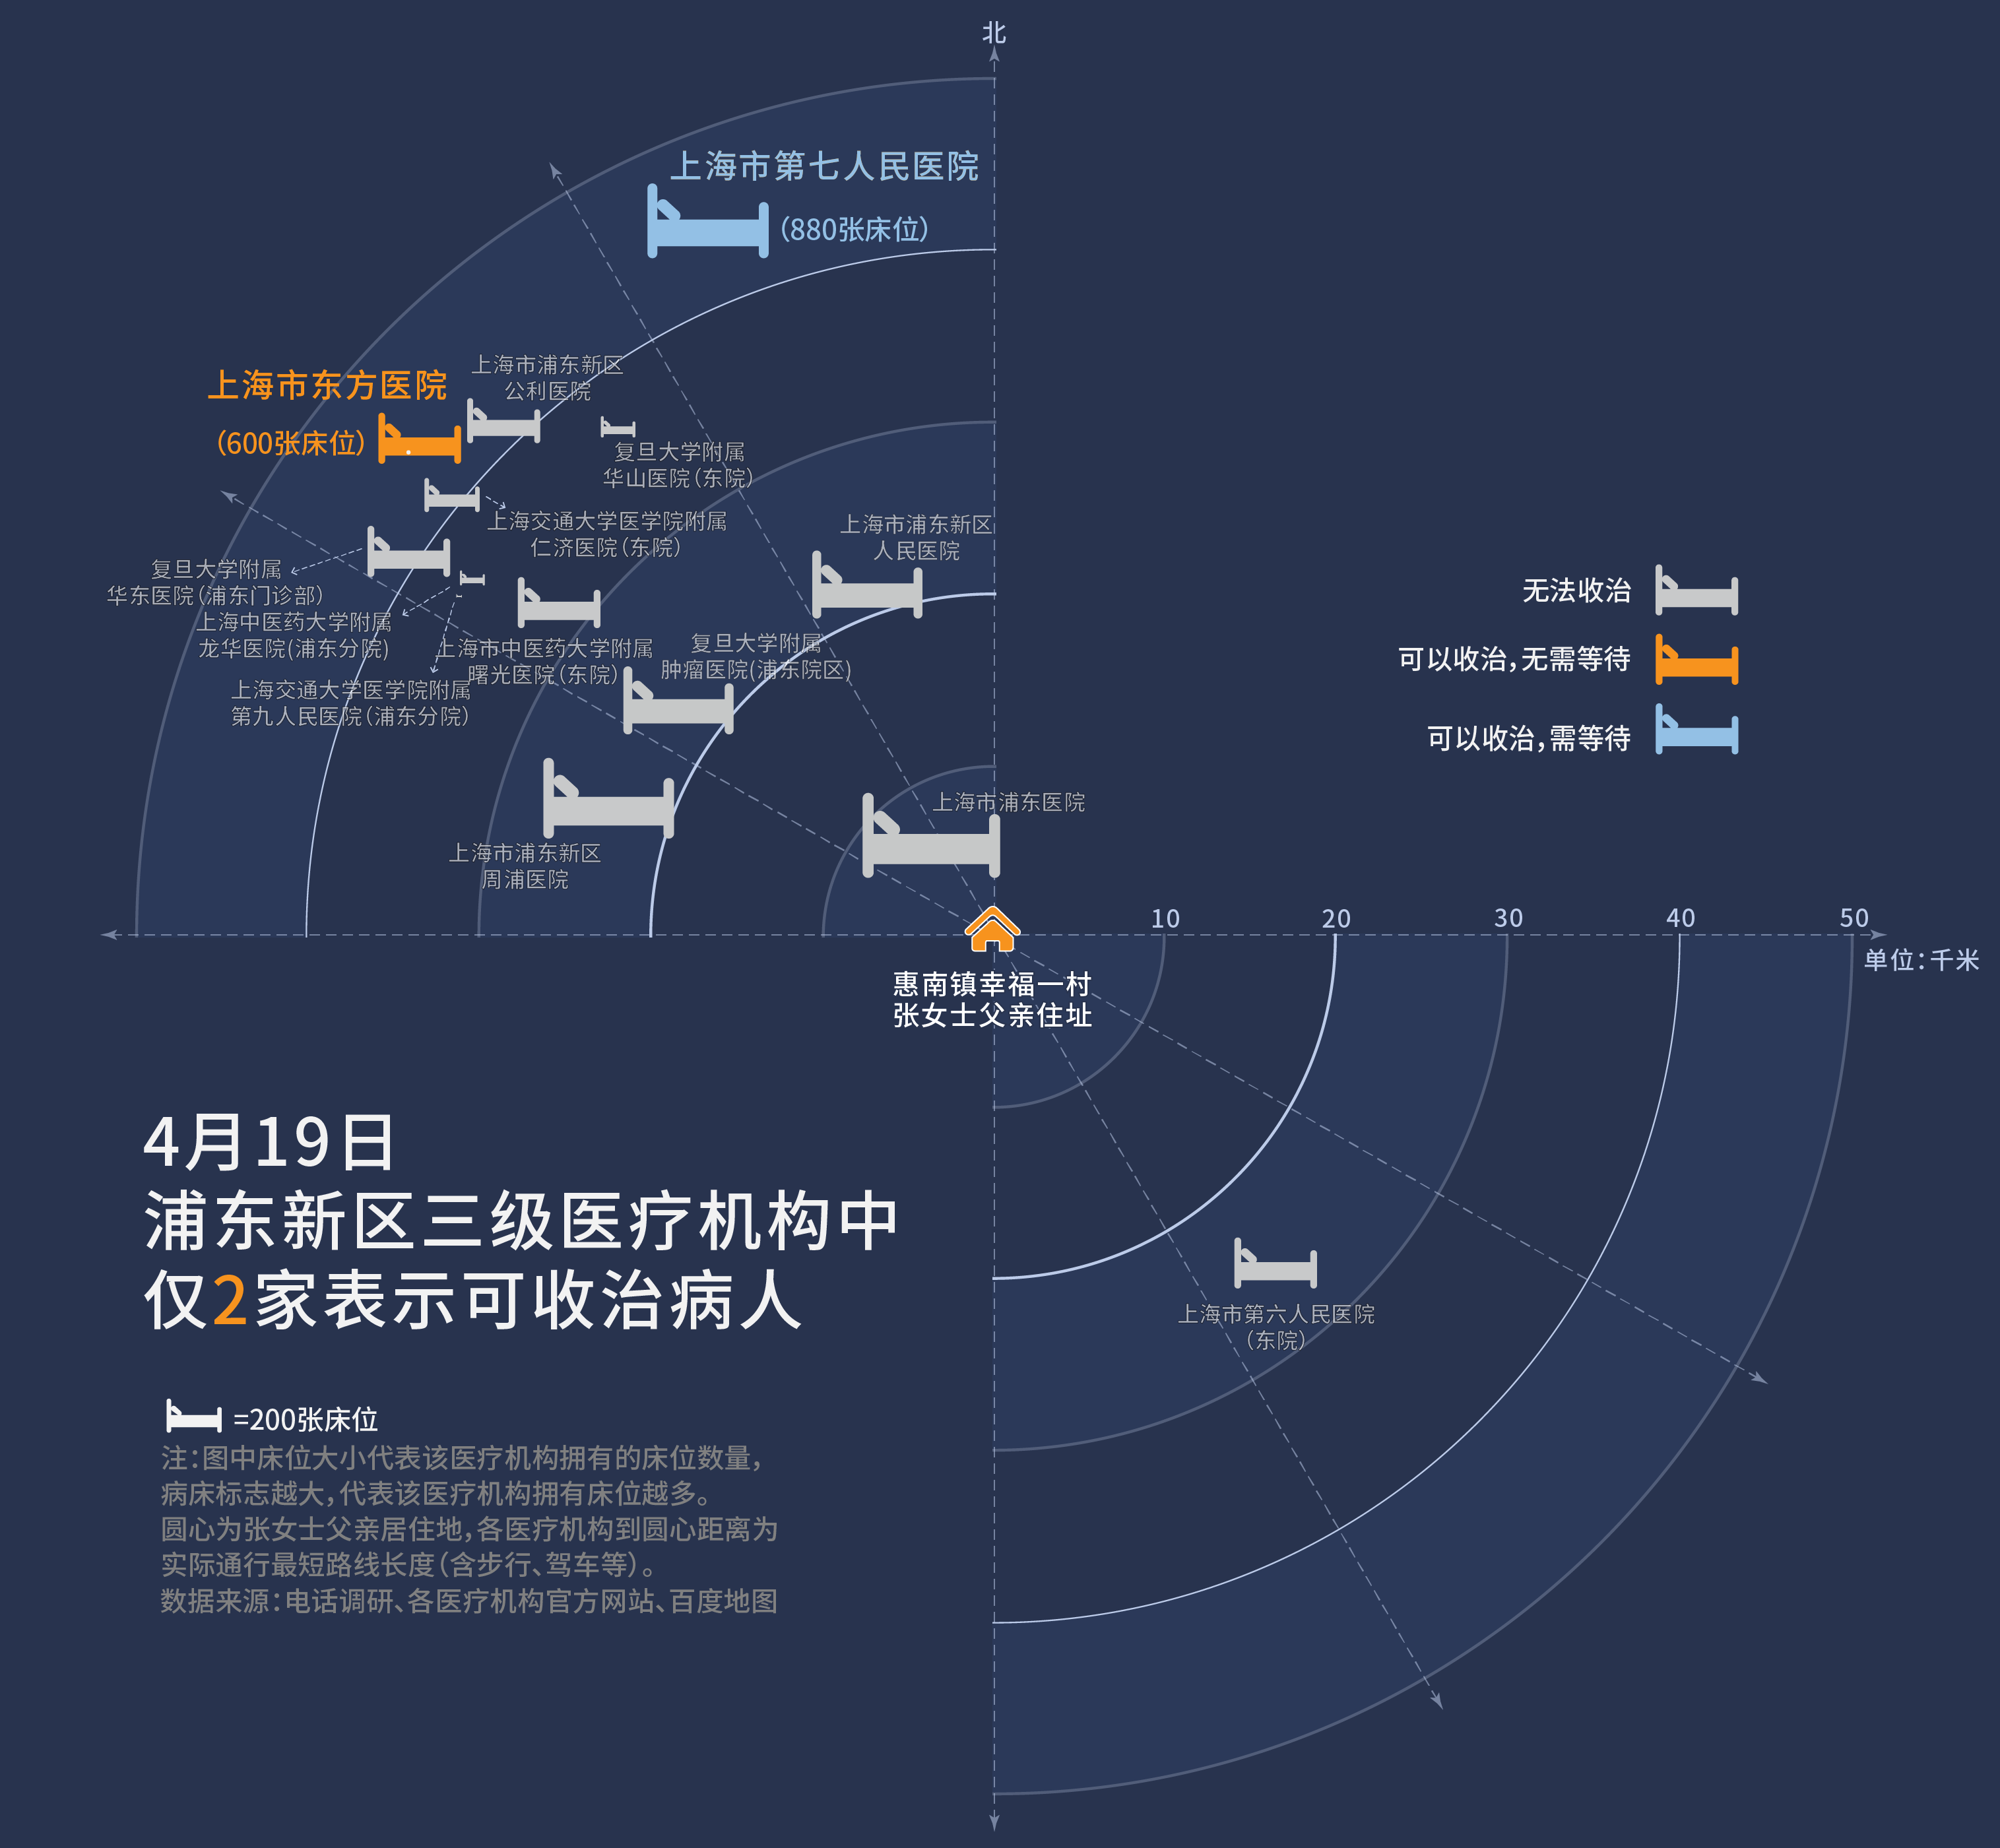 北
上海市第七人民医院
（880张床位）
上海市东方医院
（600张床位）
上海市浦东新区
公利医院
复旦大学附属
华山医院（东院）
上海交通大学医学院附属
仁济医院（东院）
上海市浦东新区
人民医院
复旦大学附属
华东医院（浦东门诊部）
上海中医药大学附属
龙华医院(浦东分院)
上海市中医药大学附属
曙光医院（东院）
复旦大学附属
肿瘤医院(浦东院区)
上海交通大学医学院附属
第九人民医院（浦东分院）
上海市浦东新区
周浦医院
上海市浦东医院
无法收治
可以收治，无需等待
可以收治，需等待
10
20
30
40
50
单位：千米
惠南镇幸福一村
张女士父亲住址
4月19日
浦东新区三级医疗机构中
仅2家表示可收治病人
上海市第六人民医院
（东院）
=200张床位
注：图中床位大小代表该医疗机构拥有的床位数量，
病床标志越大，代表该医疗机构拥有床位越多。
圆心为张女士父亲居住地，各医疗机构到圆心距离为
实际通行最短路线长度（含步行、驾车等）。
数据来源：电话调研、各医疗机构官方网站、百度地图